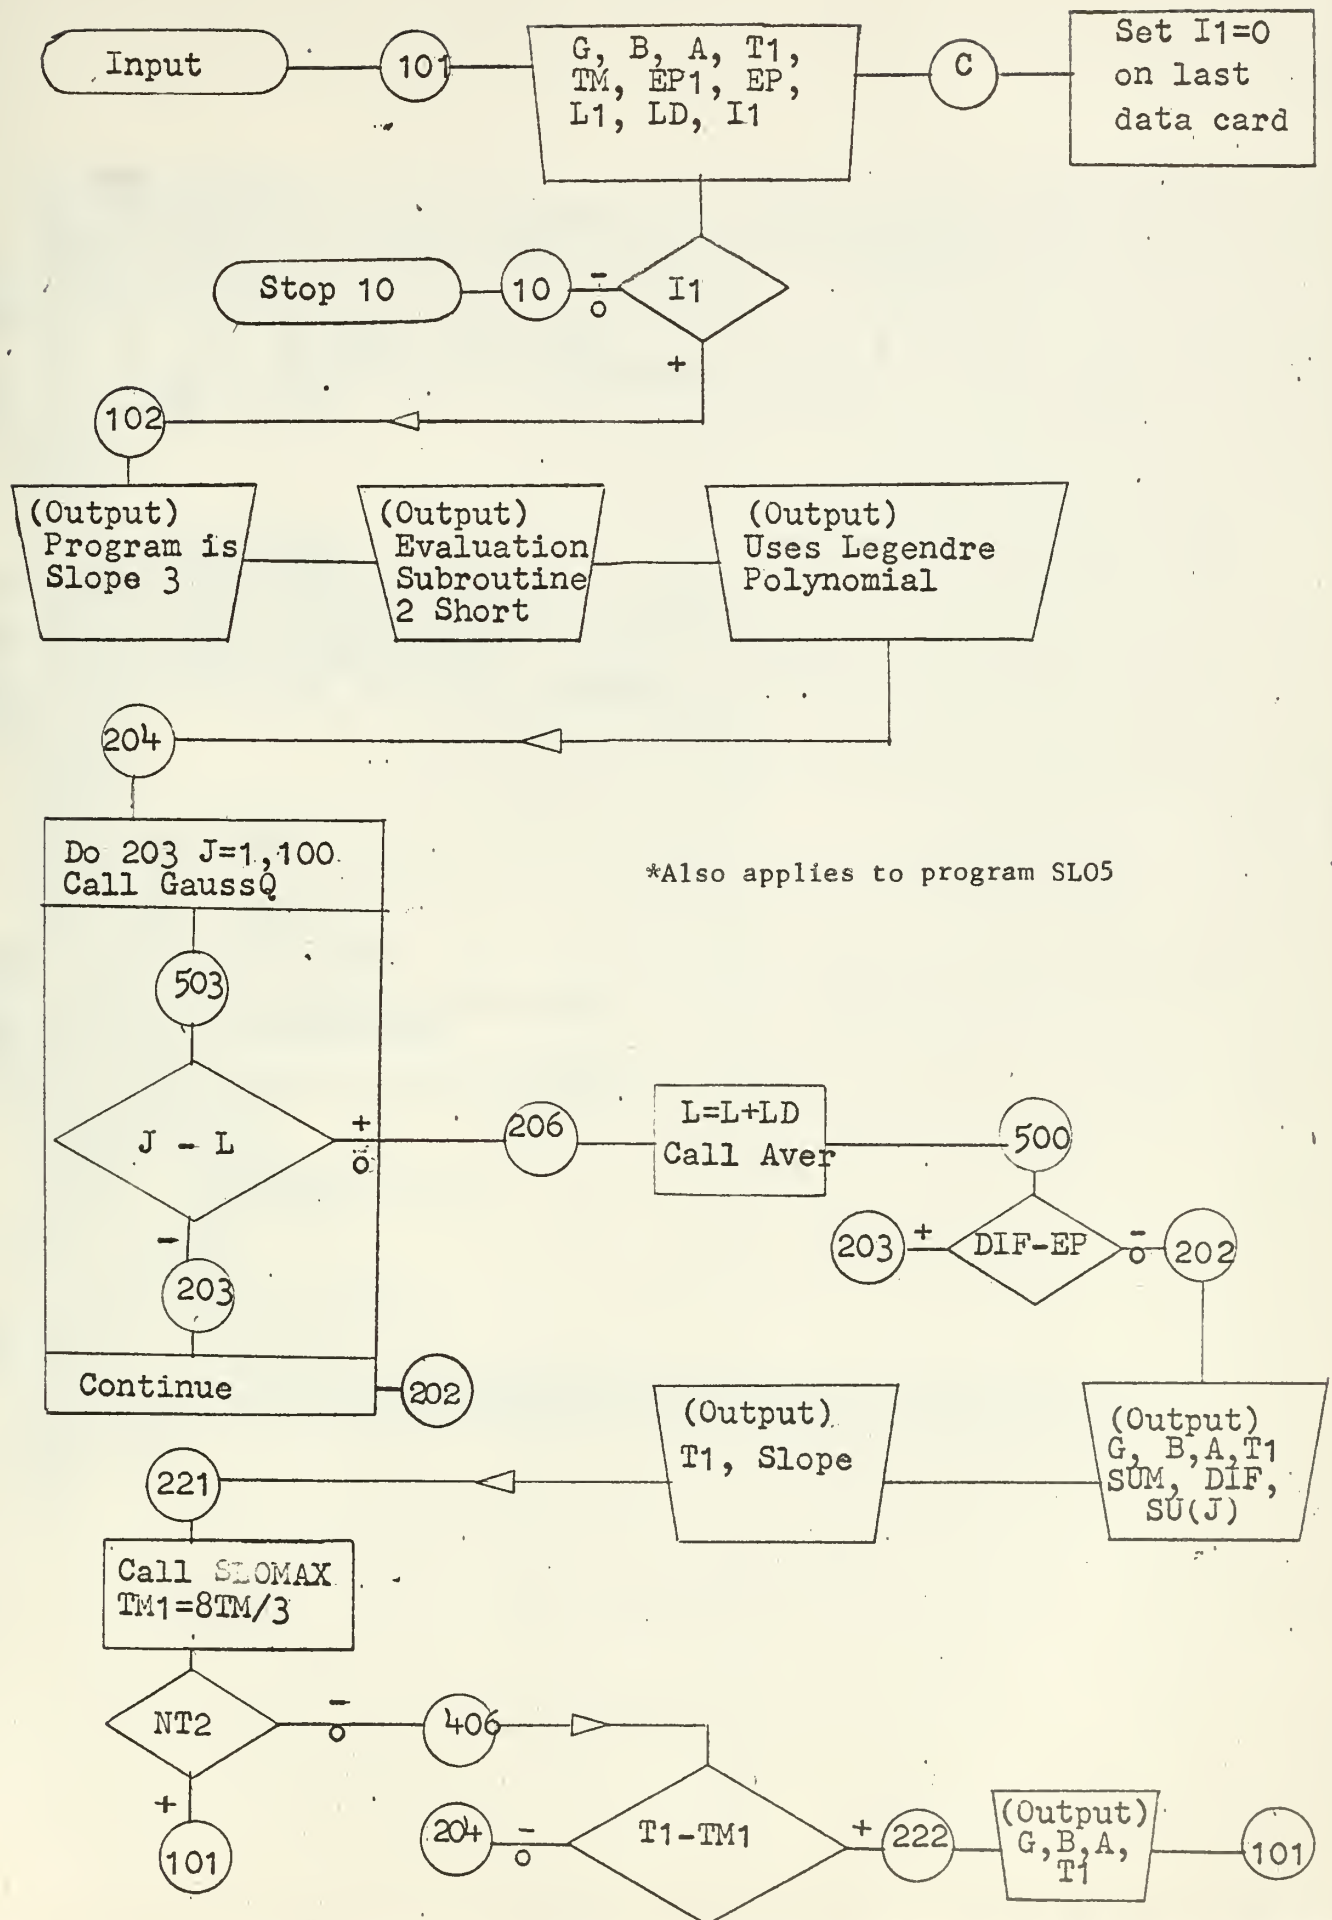 Input
101
G, B, A, T1,
TM, EP1, EP,
L1, LD, I1
C
Set I1=0
on last
data card
Stop 10
10
-
o
I1
+
102
(Output)
Program is
Slope 3
(Output)
Evaluation
Subroutine
2 Short
(Output)
Uses Legendre
Polynomial
204
Do 203 J=1,100
Call GaussQ
*Also applies to program SLO5
503
J - L
+
o
206
L=L+LD
Call Aver
500
-
203
203
+
DIF-EP
-
o
202
Continue
202
(Output)
T1, Slope
(Output)
G, B,A,T1
SUM, DIF,
SU(J)
221
Call SLOMAX
TM1=8TM/3
NT2
-
o
406
+
101
204
-
o
T1-TM1
+
222
(Output)
G,B,A,
T1
101